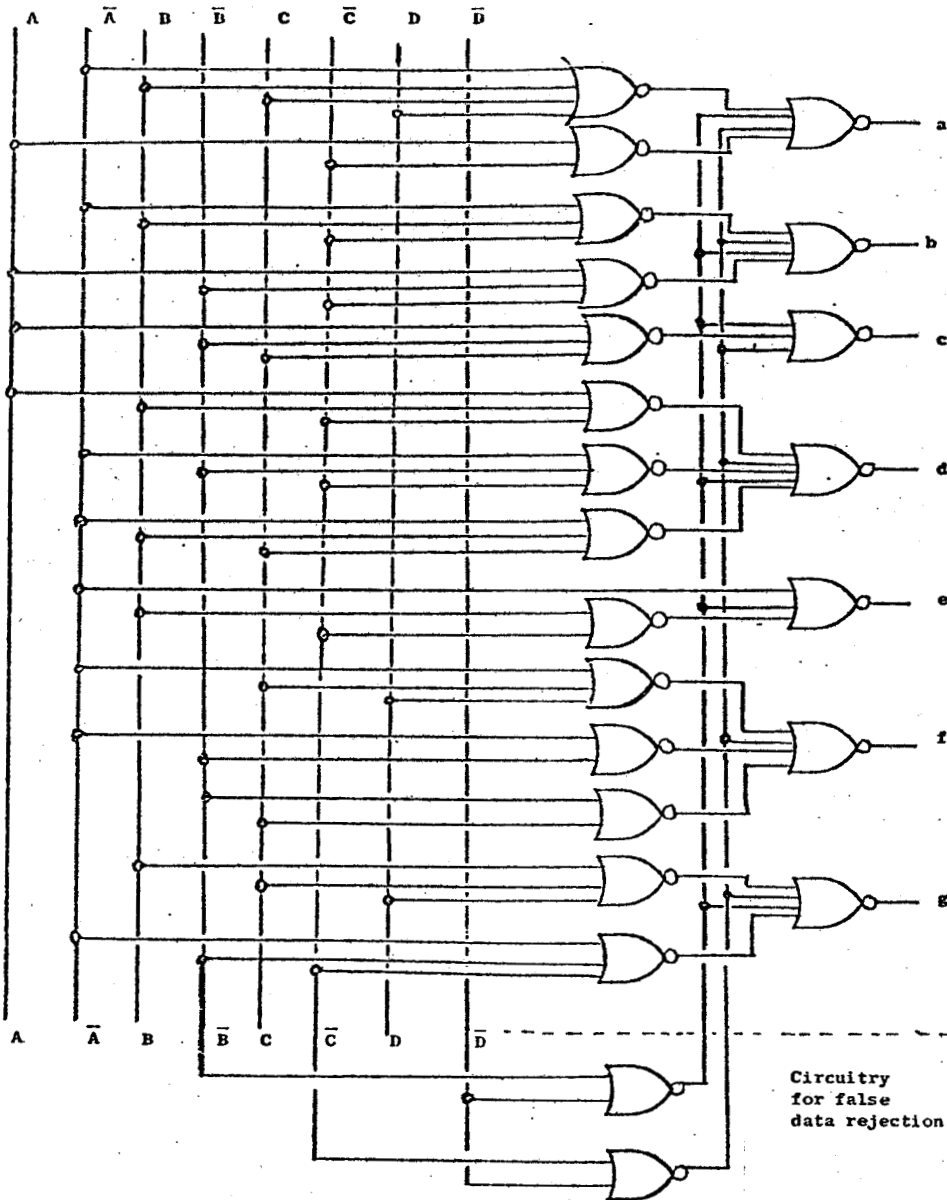 A A̅ B B̅ C C̅ D D̅
a
b
c
d
e
f
g
A A̅ B B̅ C C̅ D D̅
Circuitry
for false
data rejection